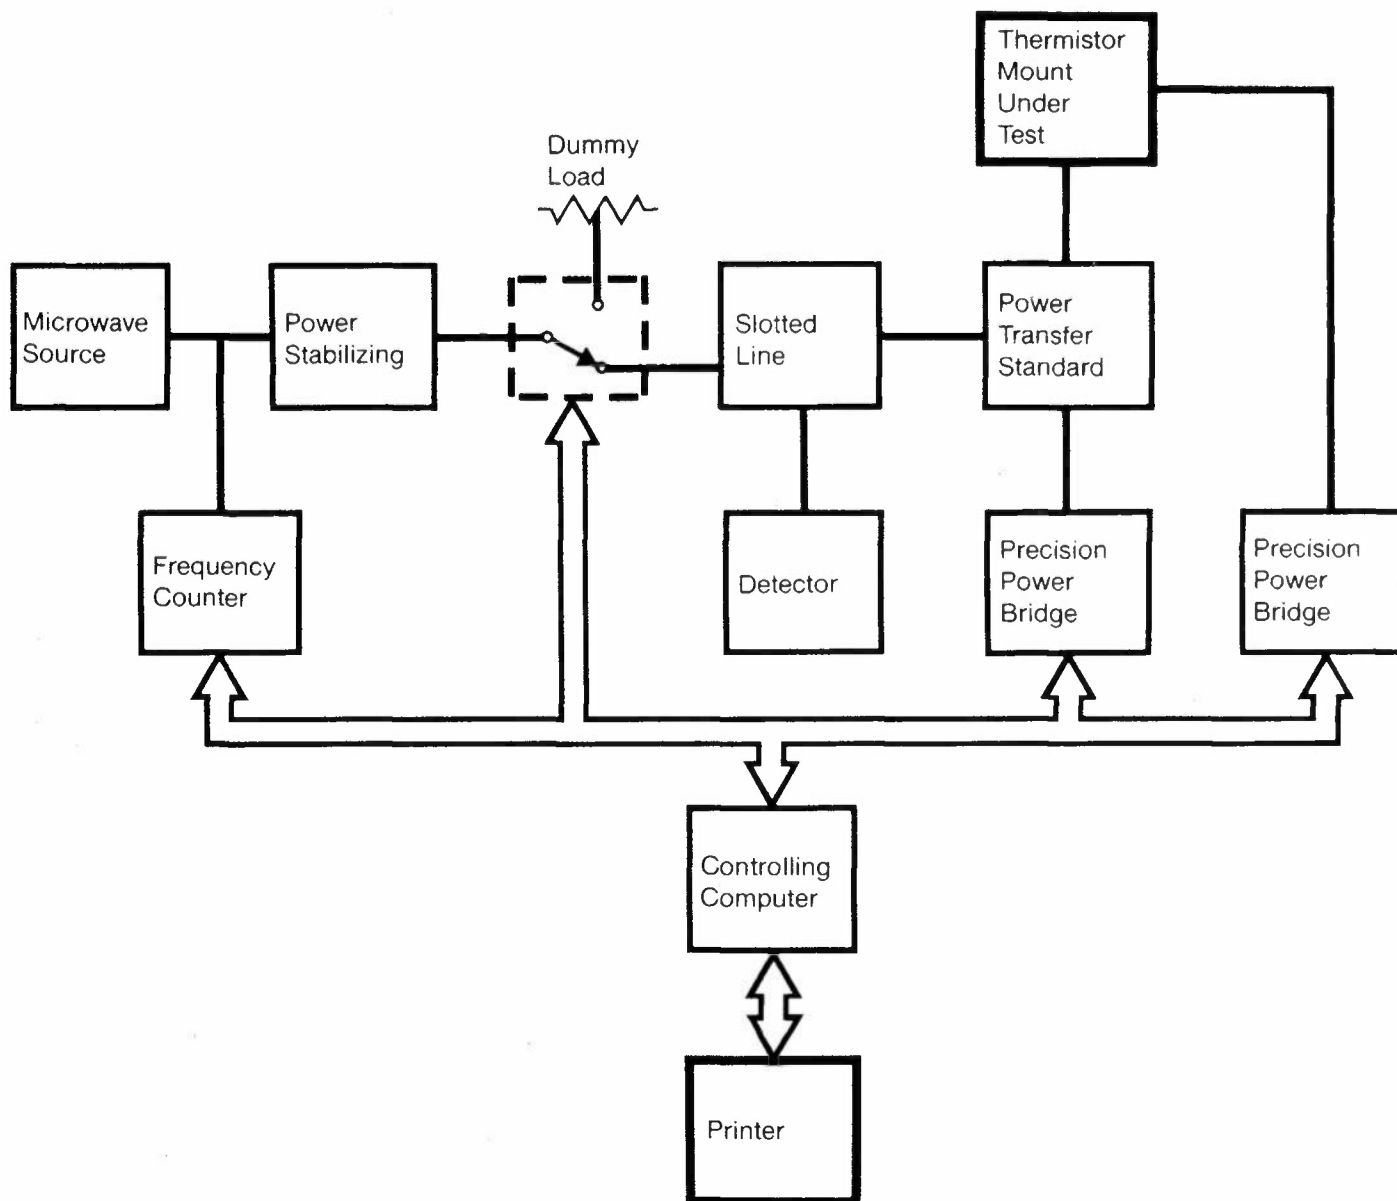 Thermistor
Mount
Under
Test
Dummy
Load
Microwave
Source
Power
Stabilizing
Slotted
Line
Power
Transfer
Standard
Frequency
Counter
Detector
Precision
Power
Bridge
Precision
Power
Bridge
Controlling
Computer
Printer